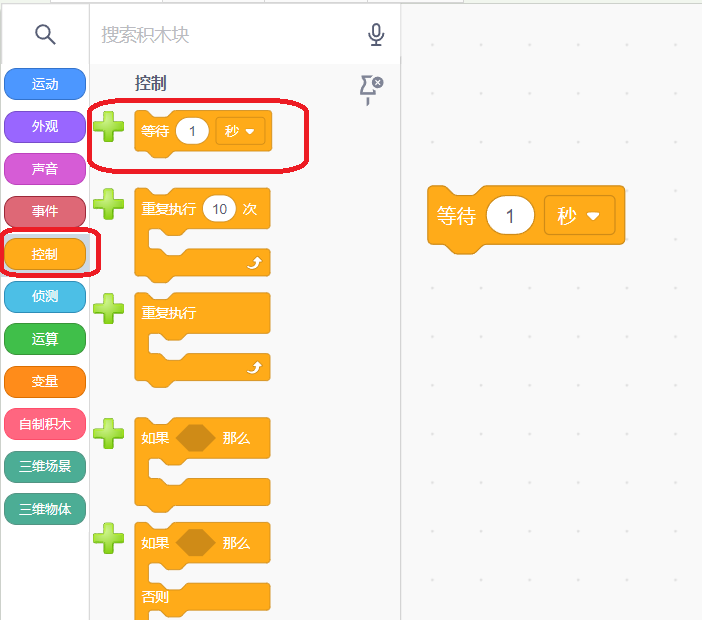 搜索积木块
运动
外观
声音
事件
控制
侦测
运算
变量
自制积木
三维场景
三维物体
控制
等待 1 秒
重复执行 10 次
重复执行
如果 那么
如果 那么
否则
等待 1 秒